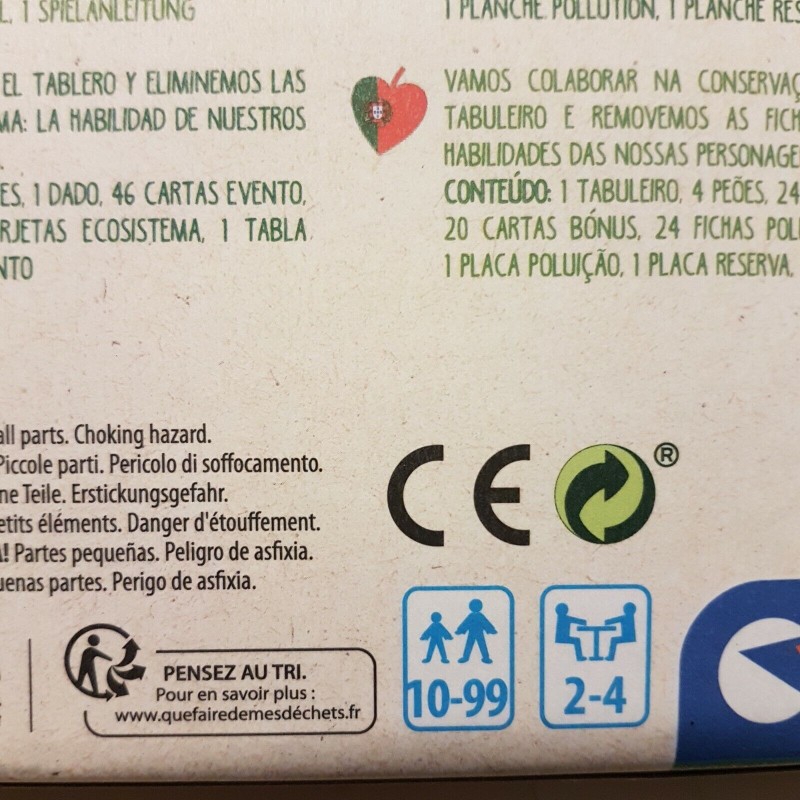 L, 1 SPIELANLEITUNG
1 PLANCHE POLLUTION, 1 PLANCHE RES
EL TABLERO Y ELIMINEMOS LAS
MA: LA HABILIDAD DE NUESTROS
ES, 1 DADO, 46 CARTAS EVENTO,
RJETAS ECOSISTEMA, 1 TABLA
NTO
VAMOS COLABORAR NA CONSERVAÇ
TABULEIRO E REMOVEMOS AS FICH
HABILIDADES DAS NOSSAS PERSONAGE
CONTEÚDO: 1 TABULEIRO, 4 PEÕES, 24
20 CARTAS BÓNUS, 24 FICHAS POL
1 PLACA POLUIÇÃO, 1 PLACA RESERVA,
all parts. Choking hazard.
Piccole parti. Pericolo di soffocamento.
ne Teile. Erstickungsgefahr.
etits éléments. Danger d'étouffement.
A! Partes pequeñas. Peligro de asfixia.
uenas partes. Perigo de asfixia.
CE ®
PENSEZ AU TRI.
Pour en savoir plus :
www.quefairedemesdéchets.fr
10-99
2-4